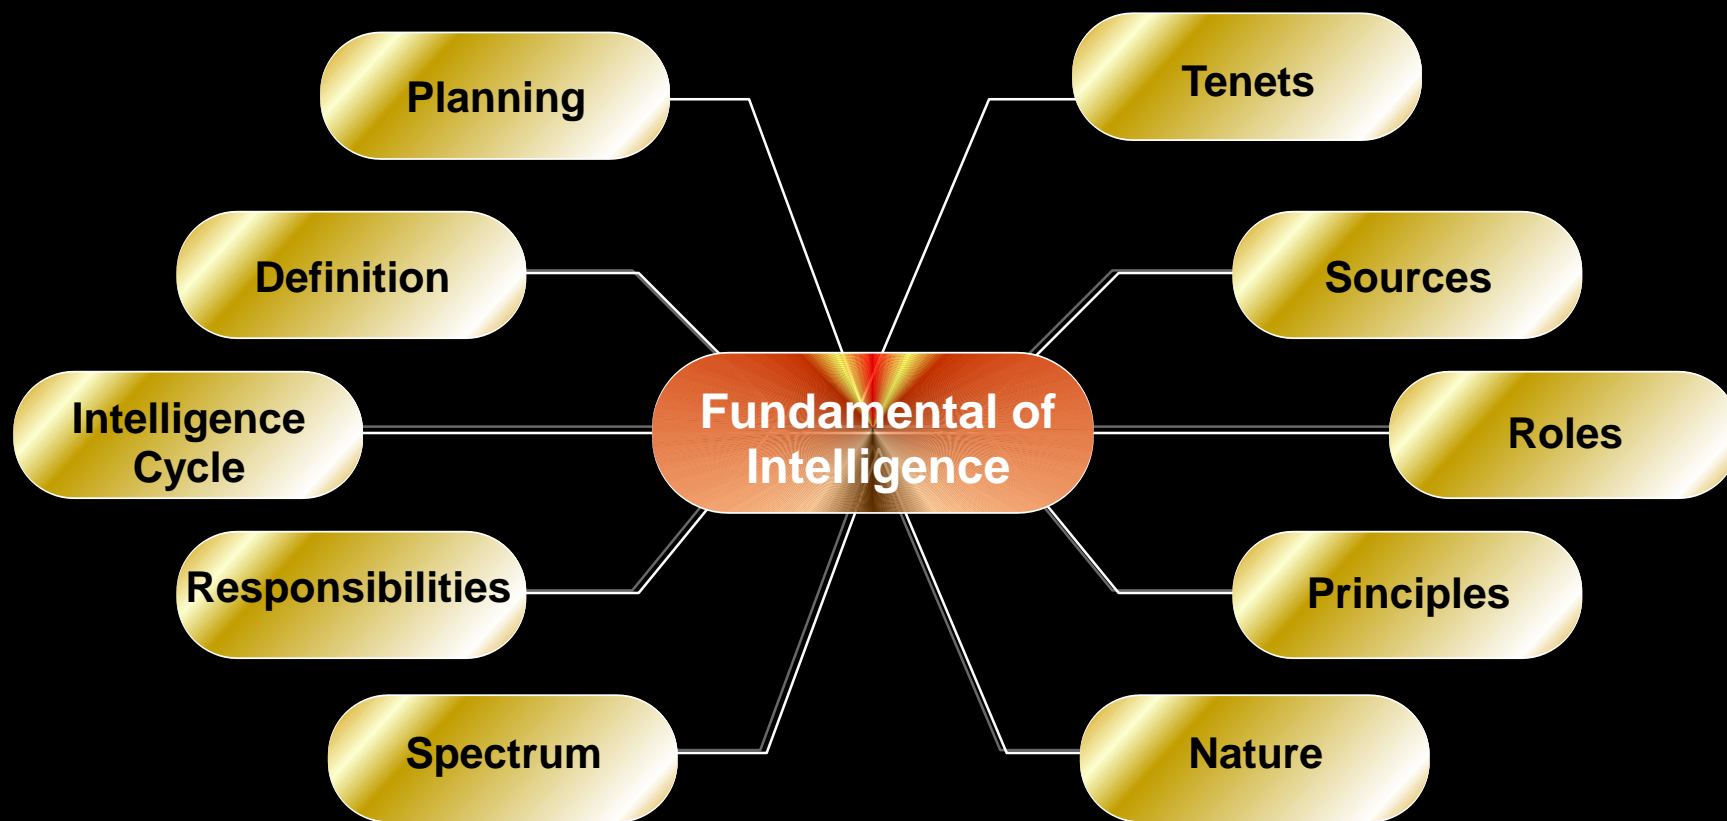 Planning
Tenets
Definition
Sources
Intelligence
Cycle
Fundamental of
Intelligence
Roles
Responsibilities
Principles
Spectrum
Nature